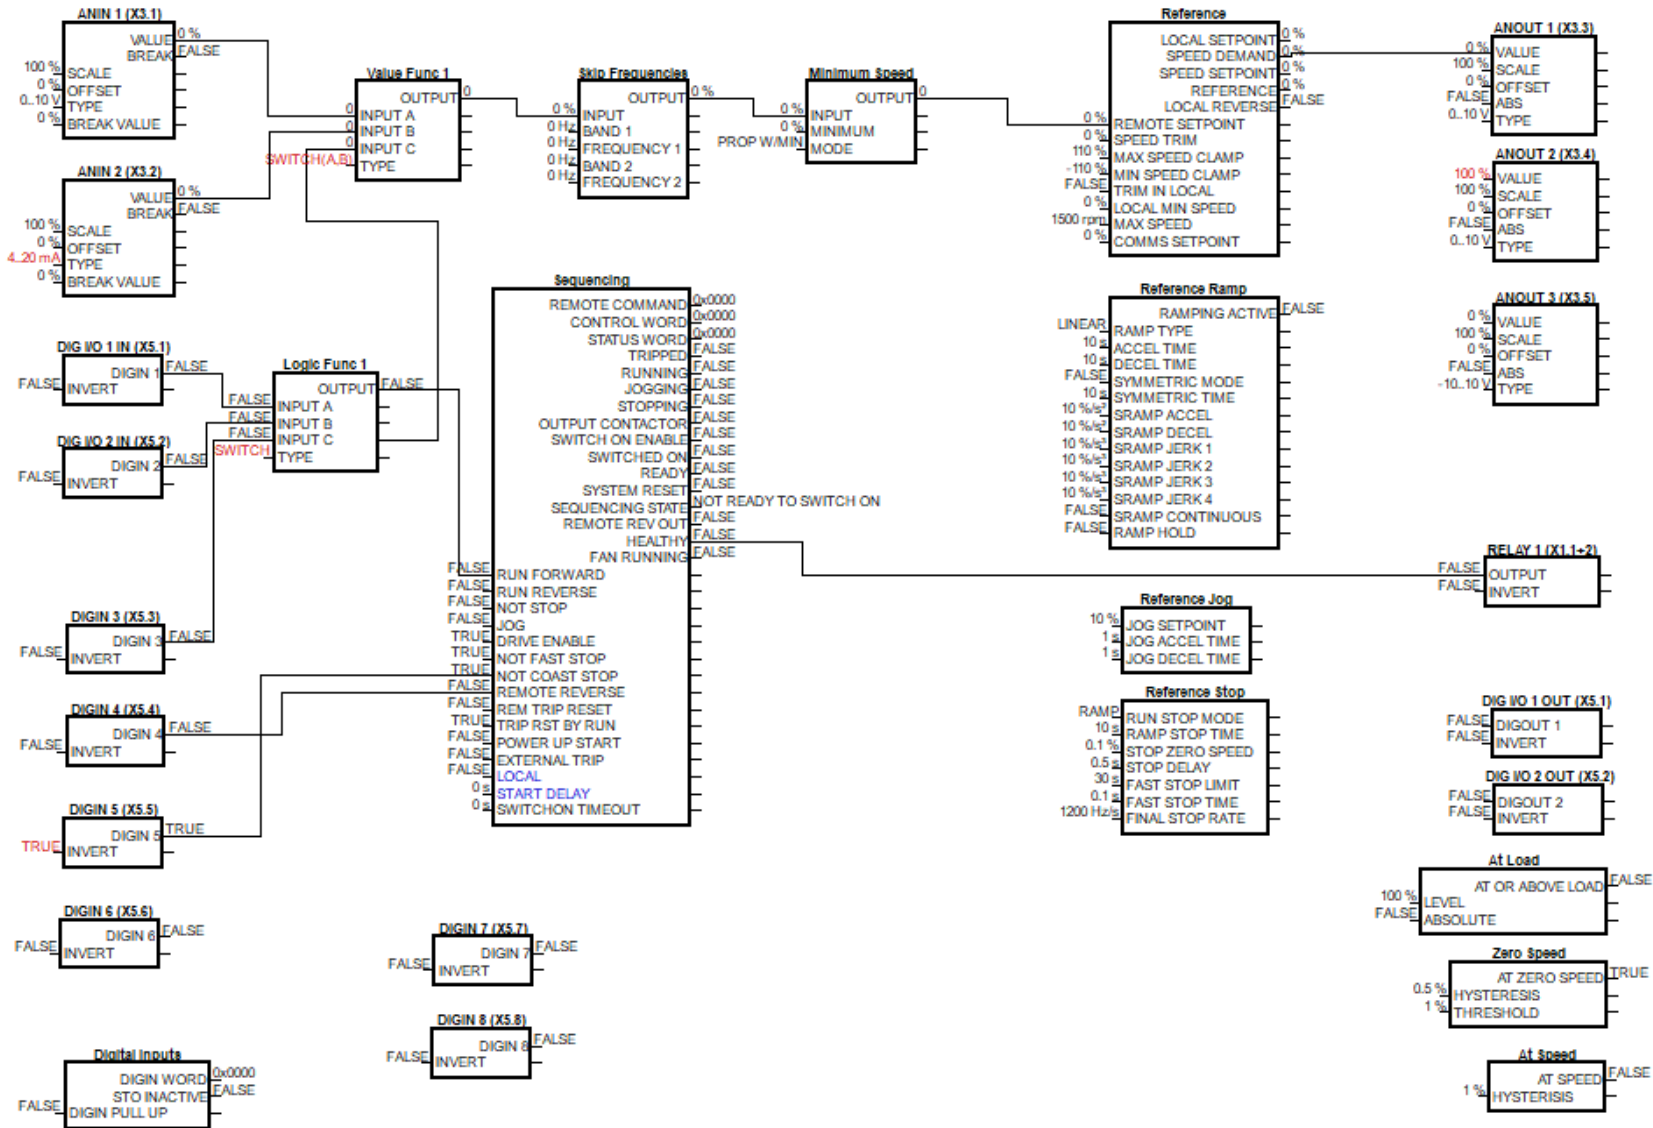 ANIN 1 (X3.1)
VALUE 0 %
BREAK FALSE
100 % SCALE
0 % OFFSET
0..10 V TYPE
0 % BREAK VALUE
ANIN 2 (X3.2)
VALUE 0 %
BREAK FALSE
100 % SCALE
0 % OFFSET
4..20 mA TYPE
0 % BREAK VALUE
DIG I/O 1 IN (X5.1)
DIGIN 1 FALSE
FALSE INVERT
DIG I/O 2 IN (X5.2)
DIGIN 2 FALSE
FALSE INVERT
DIGIN 3 (X5.3)
DIGIN 3 FALSE
FALSE INVERT
DIGIN 4 (X5.4)
DIGIN 4 FALSE
FALSE INVERT
DIGIN 5 (X5.5)
DIGIN 5 TRUE
TRUE INVERT
DIGIN 6 (X5.6)
DIGIN 6 FALSE
FALSE INVERT
Digital Inputs
DIGIN WORD 0x0000
STO INACTIVE FALSE
FALSE DIGIN PULL UP
Value Func 1
OUTPUT 0
0 INPUT A
0 INPUT B
0 INPUT C
SWITCH(A,B) TYPE
Logic Func 1
OUTPUT FALSE
FALSE INPUT A
FALSE INPUT B
FALSE INPUT C
SWITCH TYPE
Skip Frequencies
OUTPUT 0 %
0 % INPUT
0 Hz BAND 1
0 Hz FREQUENCY 1
0 Hz BAND 2
0 Hz FREQUENCY 2
Minimum Speed
OUTPUT 0
0 % INPUT
0 % MINIMUM
PROP W/MIN MODE
Sequencing
REMOTE COMMAND 0x0000
CONTROL WORD 0x0000
STATUS WORD 0x0000
TRIPPED FALSE
RUNNING FALSE
JOGGING FALSE
STOPPING FALSE
OUTPUT CONTACTOR FALSE
SWITCH ON ENABLE FALSE
SWITCHED ON FALSE
READY FALSE
SYSTEM RESET FALSE
SEQUENCING STATE NOT READY TO SWITCH ON
REMOTE REV OUT FALSE
HEALTHY FALSE
FAN RUNNING FALSE
FALSE RUN FORWARD
FALSE RUN REVERSE
FALSE NOT STOP
FALSE JOG
TRUE DRIVE ENABLE
TRUE NOT FAST STOP
TRUE NOT COAST STOP
FALSE REMOTE REVERSE
FALSE REM TRIP RESET
TRUE TRIP RST BY RUN
FALSE POWER UP START
FALSE EXTERNAL TRIP
FALSE LOCAL
0 s START DELAY
0 s SWITCHON TIMEOUT
DIGIN 7 (X5.7)
DIGIN 7 FALSE
FALSE INVERT
DIGIN 8 (X5.8)
DIGIN 8 FALSE
FALSE INVERT
Reference
LOCAL SETPOINT 0 %
SPEED DEMAND 0 %
SPEED SETPOINT 0 %
REFERENCE 0 %
LOCAL REVERSE FALSE
0 % REMOTE SETPOINT
0 % SPEED TRIM
110 % MAX SPEED CLAMP
-110 % MIN SPEED CLAMP
FALSE TRIM IN LOCAL
0 % LOCAL MIN SPEED
1500 rpm MAX SPEED
0 % COMMS SETPOINT
Reference Ramp
RAMPING ACTIVE FALSE
LINEAR RAMP TYPE
10 s ACCEL TIME
10 s DECEL TIME
FALSE SYMMETRIC MODE
10 s SYMMETRIC TIME
10 %/s² SRAMP ACCEL
10 %/s² SRAMP DECEL
10 %/s³ SRAMP JERK 1
10 %/s³ SRAMP JERK 2
10 %/s³ SRAMP JERK 3
10 %/s³ SRAMP JERK 4
FALSE SRAMP CONTINUOUS
FALSE RAMP HOLD
Reference Jog
10 % JOG SETPOINT
1 s JOG ACCEL TIME
1 s JOG DECEL TIME
Reference Stop
RAMP RUN STOP MODE
10 s RAMP STOP TIME
0.1 % STOP ZERO SPEED
0.5 s STOP DELAY
30 s FAST STOP LIMIT
0.1 s FAST STOP TIME
1200 Hz/s FINAL STOP RATE
ANOUT 1 (X3.3)
0 % VALUE
100 % SCALE
0 % OFFSET
FALSE ABS
0..10 V TYPE
ANOUT 2 (X3.4)
100 % VALUE
100 % SCALE
0 % OFFSET
FALSE ABS
0..10 V TYPE
ANOUT 3 (X3.5)
0 % VALUE
100 % SCALE
0 % OFFSET
FALSE ABS
-10..10 V TYPE
RELAY 1 (X1.1+2)
FALSE OUTPUT
FALSE INVERT
DIG I/O 1 OUT (X5.1)
FALSE DIGOUT 1
FALSE INVERT
DIG I/O 2 OUT (X5.2)
FALSE DIGOUT 2
FALSE INVERT
At Load
AT OR ABOVE LOAD FALSE
100 % LEVEL
FALSE ABSOLUTE
Zero Speed
AT ZERO SPEED TRUE
0.5 % HYSTERESIS
1 % THRESHOLD
At Speed
AT SPEED FALSE
1 % HYSTERISIS